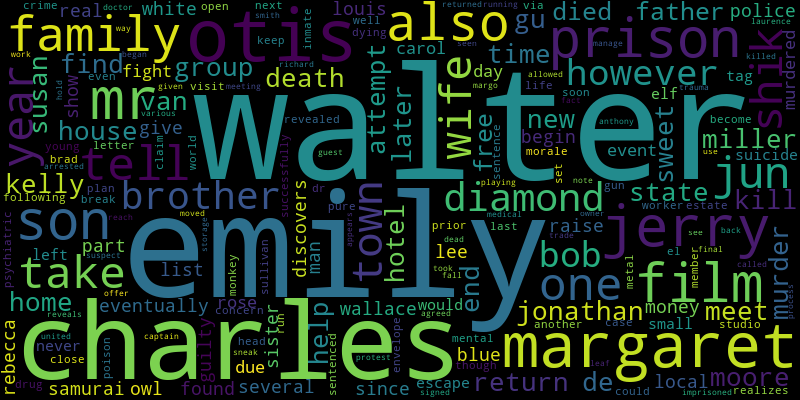 crime
way
doctor
smith
work
family
real
white
louis
open
next
keep
inmate
via
otis
also
gu
died
father
police
shik
returned
running
dying
well
find
fight
began
given
visit
group
carol
time
prison
mr
van
susan
show
even
hold
various
meeting
richard
death
revealed
attempt
later
wife
day
however
life
tag
murdered
allowed
manage
killed
laurence
year
house
give
letter
young
claim
world
walter
free
new
begin
morale
margo
fact
soon
elf
trauma
become
anthony
use
miller
event
suicide
sweet
sentence
guest
set
note
playing
tell
jun
kelly
brad
arrested
plan
break
following
brother
successfully
dr
pure
diamond
state
kill
gun
worker
estate
son
left
part
discovers
man
town
hotel
emily
lee
prior
last
end
medical
dead
took
fall
bob
raise
owner
trade
jerry
see
back
murder
psychiatric
moved
reach
appears
storage
suspect
list
monkey
sullivan
take
one
el
member
final
called
metal
film
process
home
offer
eventually
rose
concern
wallace
would
jonathan
money
meet
another
case
small
studio
rebecca
reveals
united
never
close
captain
poison
guilty
due
head
sneak
sister
run
help
sentenced
protest
envelope
agreed
mental
blue
though
charles
margaret
drug
samurai
owl
found
several
since
escape
signed
return
de
could
local
imprisoned
leaf
moore
realizes